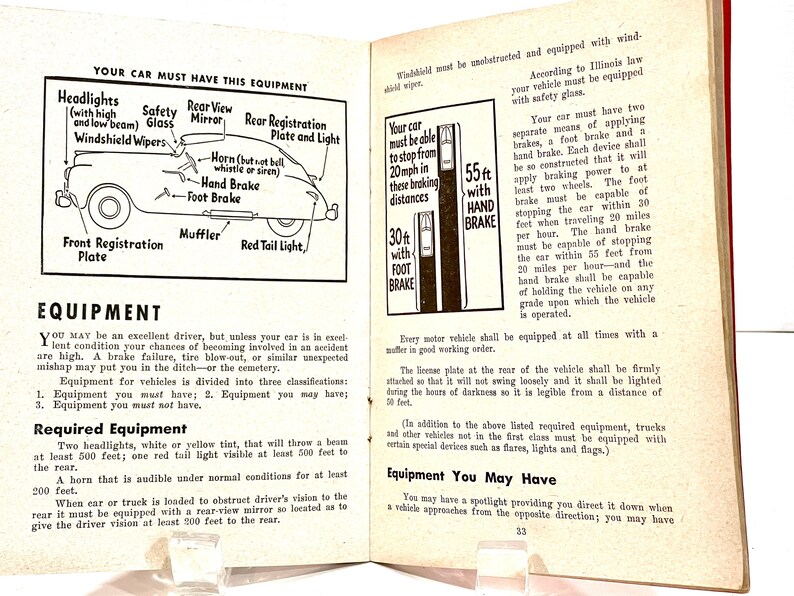 YOUR CAR MUST HAVE THIS EQUIPMENT
Headlights
(with high
and low beam)
Safety
Glass
Rear View
Mirror
Windshield Wipers
Rear Registration
Plate and Light
Horn (but not bell,
whistle or siren)
Hand Brake
Foot Brake
Muffler
Front Registration
Plate
Red Tail Light
EQUIPMENT
YOU MAY be an excellent driver, but unless your car is in excel-
lent condition your chances of becoming involved in an accident
are high. A brake failure, tire blow-out, or similar unexpected
mishap may put you in the ditch—or the cemetery.
Equipment for vehicles is divided into three classifications:
1. Equipment you must have; 2. Equipment you may have;
3. Equipment you must not have.
Required Equipment
Two headlights, white or yellow tint, that will throw a beam
at least 500 feet; one red tail light visible at least 500 feet to
the rear.
A horn that is audible under normal conditions for at least
200 feet.
When car or truck is loaded to obstruct driver's vision to the
rear it must be equipped with a rear-view mirror so located as to
give the driver vision at least 200 feet to the rear.
Windshield must be unobstructed and equipped with wind-
shield wiper.
Your car
must be able
to stop from
20 mph in
these braking
distances
55 ft
with
HAND
BRAKE
30 ft
with
FOOT
BRAKE
According to Illinois law
your vehicle must be equipped
with safety glass.
Your car must have two
separate means of applying
brakes, a foot brake and a
hand brake. Each device shall
be so constructed that it will
apply braking power to at
least two wheels. The foot
brake must be capable of
stopping the car within 30
feet when traveling 20 miles
per hour. The hand brake
must be capable of stopping
the car within 55 feet from
20 miles per hour—and the
hand brake shall be capable
of holding the vehicle on any
grade upon which the vehicle
is operated.
Every motor vehicle shall be equipped at all times with a
muffler in good working order.
The license plate at the rear of the vehicle shall be firmly
attached so that it will not swing loosely and it shall be lighted
during the hours of darkness so it is legible from a distance of
50 feet.
(In addition to the above listed required equipment, trucks
and other vehicles not in the first class must be equipped with
certain special devices such as flares, lights and flags.)
Equipment You May Have
You may have a spotlight providing you direct it down when
a vehicle approaches from the opposite direction; you may have
33